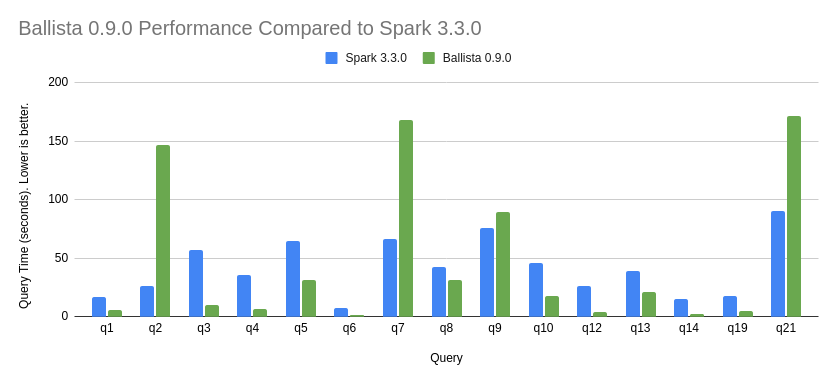 Ballista 0.9.0 Performance Compared to Spark 3.3.0
Spark 3.3.0 Ballista 0.9.0
Query Time (seconds). Lower is better.
200
150
100
50
0
q1 q2 q3 q4 q5 q6 q7 q8 q9 q10 q12 q13 q14 q19 q21
Query